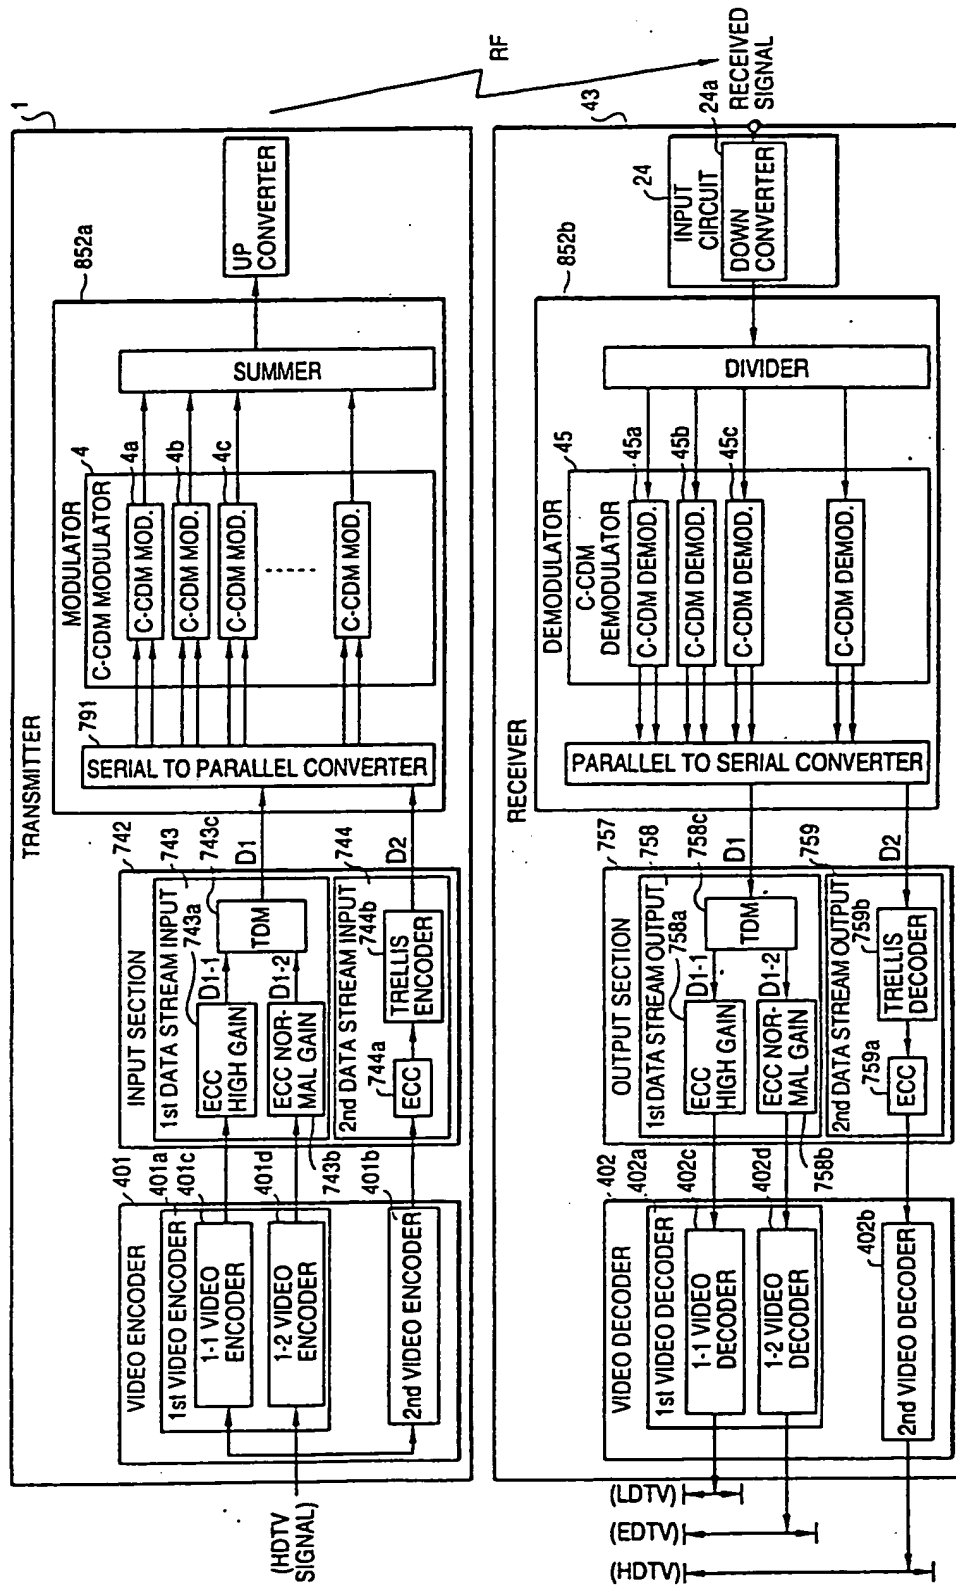 TRANSMITTER
1
(HDTV
SIGNAL)
VIDEO ENCODER
401
1st VIDEO ENCODER
401a
401c
1-1 VIDEO
ENCODER
401d
1-2 VIDEO
ENCODER
401b
2nd VIDEO ENCODER
INPUT SECTION
742
1st DATA STREAM INPUT
743
743a
743c
ECC
HIGH GAIN
D1-1
TDM
D1-2
ECC NOR-
MAL GAIN
743b
2nd DATA STREAM INPUT
744
744a
744b
ECC
TRELLIS
ENCODER
D1
D2
791
SERIAL TO PARALLEL CONVERTER
MODULATOR
C-CDM MODULATOR
4
4a
C-CDM MOD.
4b
C-CDM MOD.
4c
C-CDM MOD.
C-CDM MOD.
852a
SUMMER
UP
CONVERTER
RF
RECEIVED
SIGNAL
RECEIVER
43
24
INPUT
CIRCUIT
24a
DOWN
CONVERTER
852b
DIVIDER
DEMODULATOR
C-CDM
DEMODULATOR
45
45a
C-CDM DEMOD.
45b
C-CDM DEMOD.
45c
C-CDM DEMOD.
C-CDM DEMOD.
PARALLEL TO SERIAL CONVERTER
D1
D2
OUTPUT SECTION
757
1st DATA STREAM OUTPUT
758
758a
758c
ECC
HIGH GAIN
D1-1
TDM
D1-2
ECC NOR-
MAL GAIN
758b
2nd DATA STREAM OUTPUT
759
759a
759b
ECC
TRELLIS
DECODER
VIDEO DECODER
402
1st VIDEO DECODER
402a
402c
1-1 VIDEO
DECODER
402d
1-2 VIDEO
DECODER
402b
2nd VIDEO DECODER
(LDTV)
(EDTV)
(HDTV)